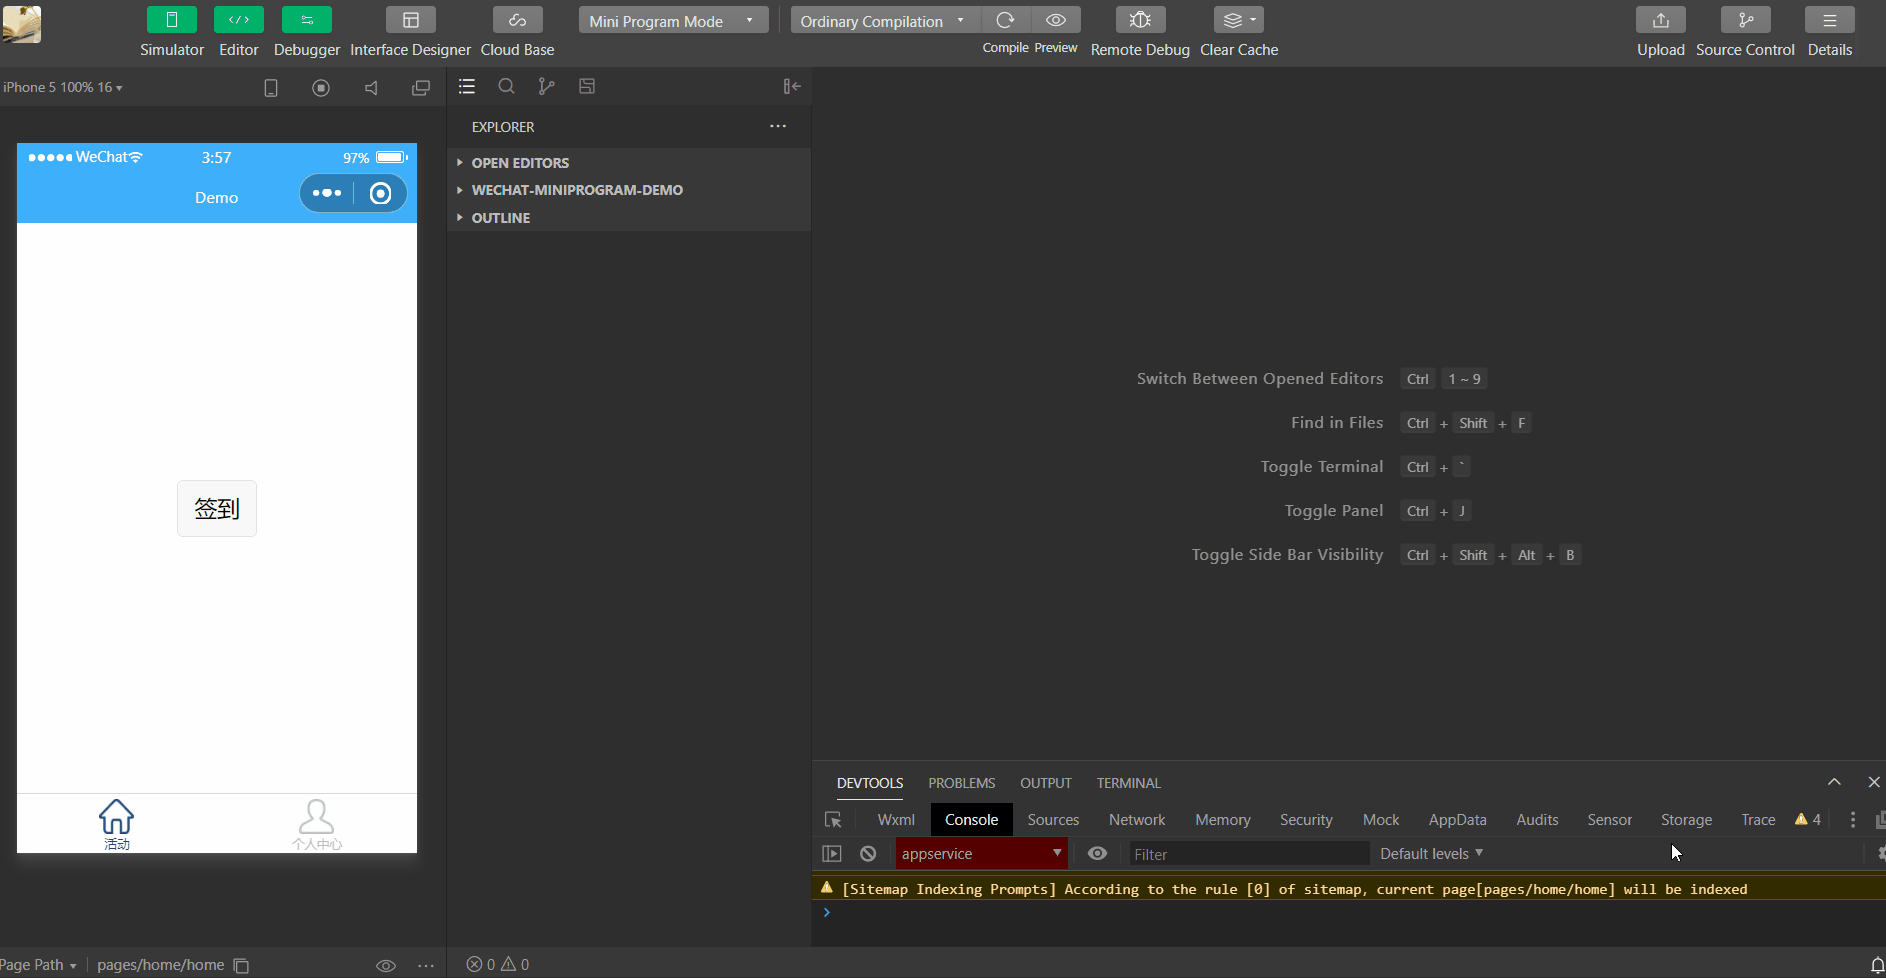 Mini Program Mode
Ordinary Compilation
Simulator Editor Debugger Interface Designer Cloud Base Compile Preview Remote Debug Clear Cache Upload Source Control Details
iPhone 5 100% 16
WeChat 3:57 97%
Demo
签到
活动 个人中心
Page Path pages/home/home
EXPLORER
OPEN EDITORS
WECHAT-MINIPROGRAM-DEMO
OUTLINE
Switch Between Opened Editors Ctrl 1 ~ 9
Find in Files Ctrl + Shift + F
Toggle Terminal Ctrl + `
Toggle Panel Ctrl + J
Toggle Side Bar Visibility Ctrl + Shift + Alt + B
DEVTOOLS PROBLEMS OUTPUT TERMINAL
Wxml Console Sources Network Memory Security Mock AppData Audits Sensor Storage Trace 4
appservice Filter Default levels
[Sitemap Indexing Prompts] According to the rule [0] of sitemap, current page[pages/home/home] will be indexed
0 0